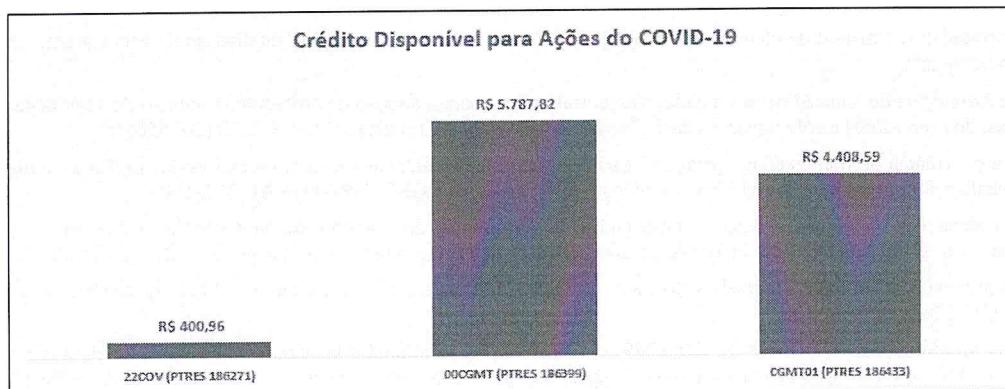 Crédito Disponível para Ações do COVID-19
R$ 5.787,82
R$ 4.408,59
R$ 400,96
22COV (PTRES 186271)
00CGMT (PTRES 186399)
CGMT01 (PTRES 186433)